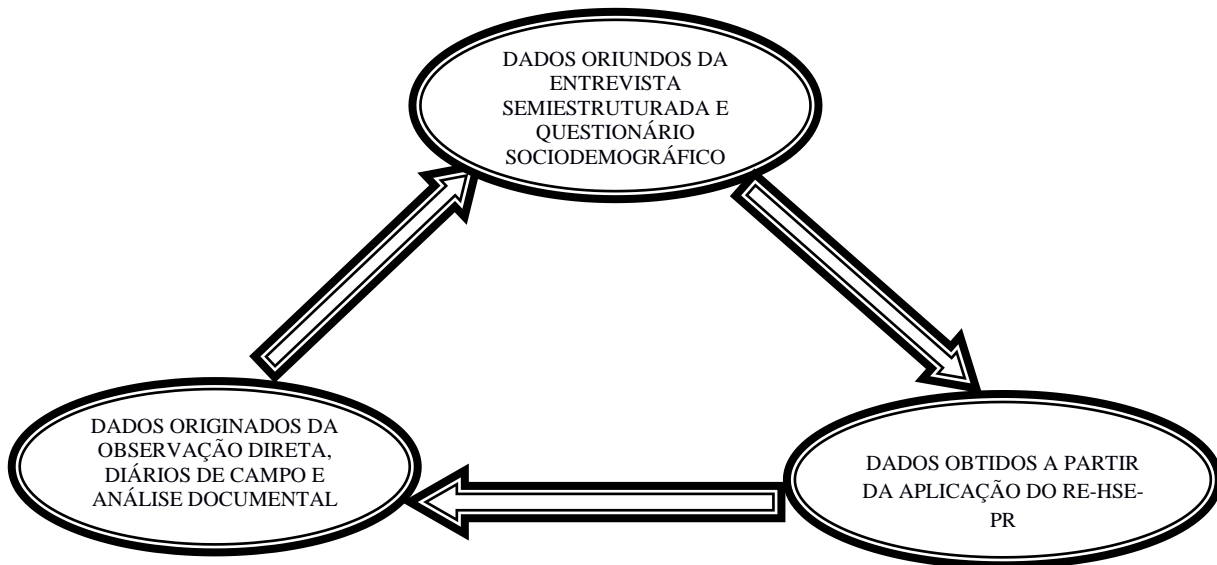 DADOS ORIUNDOS DA
ENTREVISTA
SEMIESTRUTURADA E
QUESTIONÁRIO
SOCIODEMOGRÁFICO
DADOS ORIGINADOS DA
OBSERVAÇÃO DIRETA,
DIÁRIOS DE CAMPO E
ANÁLISE DOCUMENTAL
DADOS OBTIDOS A PARTIR
DA APLICAÇÃO DO RE-HSE-
PR